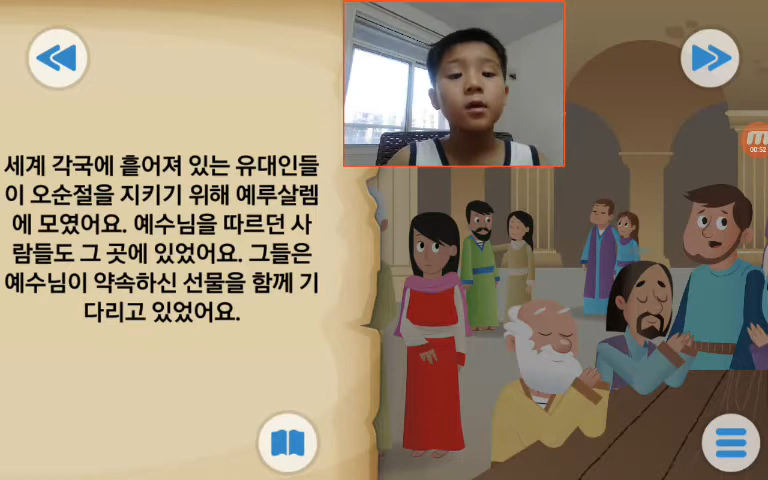 세계 각국에 흩어져 있는 유대인들
이 오순절을 지키기 위해 예루살렘
에 모였어요. 예수님을 따르던 사
람들도 그 곳에 있었어요. 그들은
예수님이 약속하신 선물을 함께 기
다리고 있었어요.
00:52